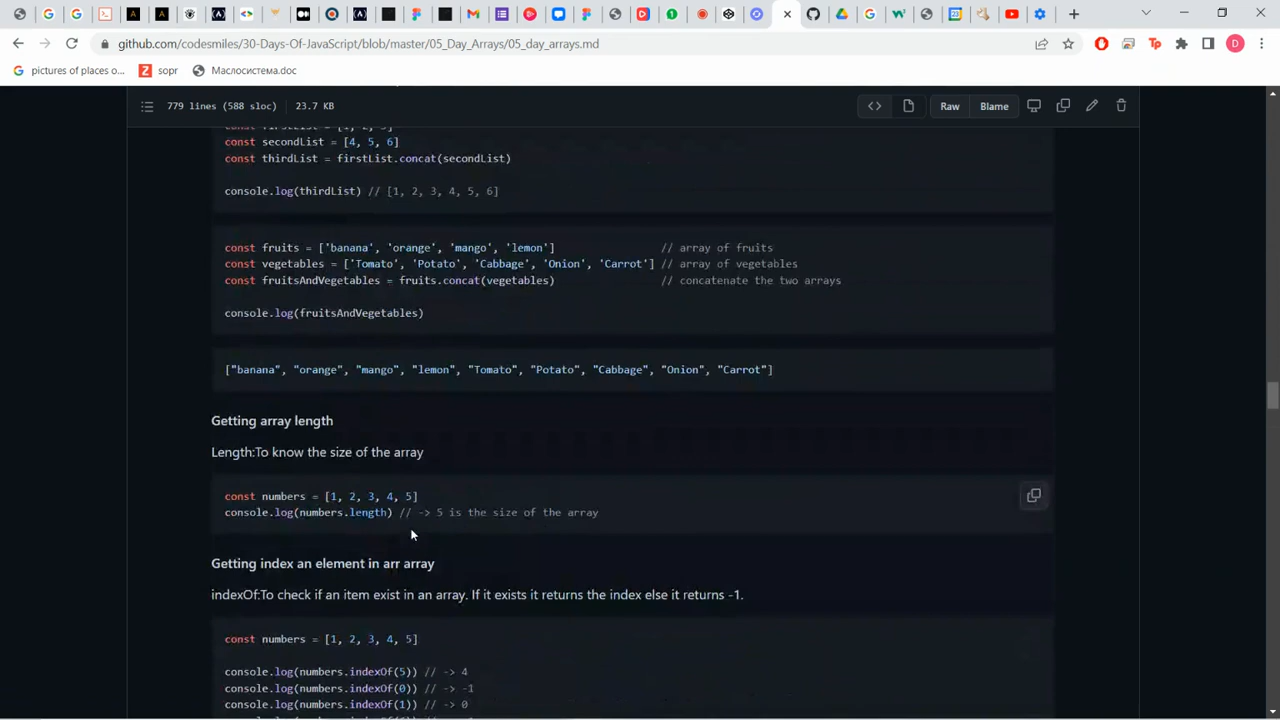 github.com/codesmiles/30-Days-Of-JavaScript/blob/master/05_Day_Arrays/05_day_arrays.md
D
pictures of places o...
Z sopr
Маслосистема.doc
779 lines (588 sloc) 23.7 KB
Raw
Blame
const secondList = [4, 5, 6]
const thirdList = firstList.concat(secondList)
console.log(thirdList) // [1, 2, 3, 4, 5, 6]
const fruits = ['banana', 'orange', 'mango', 'lemon'] // array of fruits
const vegetables = ['Tomato', 'Potato', 'Cabbage', 'Onion', 'Carrot'] // array of vegetables
const fruitsAndVegetables = fruits.concat(vegetables) // concatenate the two arrays
console.log(fruitsAndVegetables)
["banana", "orange", "mango", "lemon", "Tomato", "Potato", "Cabbage", "Onion", "Carrot"]
Getting array length
Length:To know the size of the array
const numbers = [1, 2, 3, 4, 5]
console.log(numbers.length) // -> 5 is the size of the array
Getting index an element in arr array
indexOf:To check if an item exist in an array. If it exists it returns the index else it returns -1.
const numbers = [1, 2, 3, 4, 5]
console.log(numbers.indexOf(5)) // -> 4
console.log(numbers.indexOf(0)) // -> -1
console.log(numbers.indexOf(1)) // -> 0